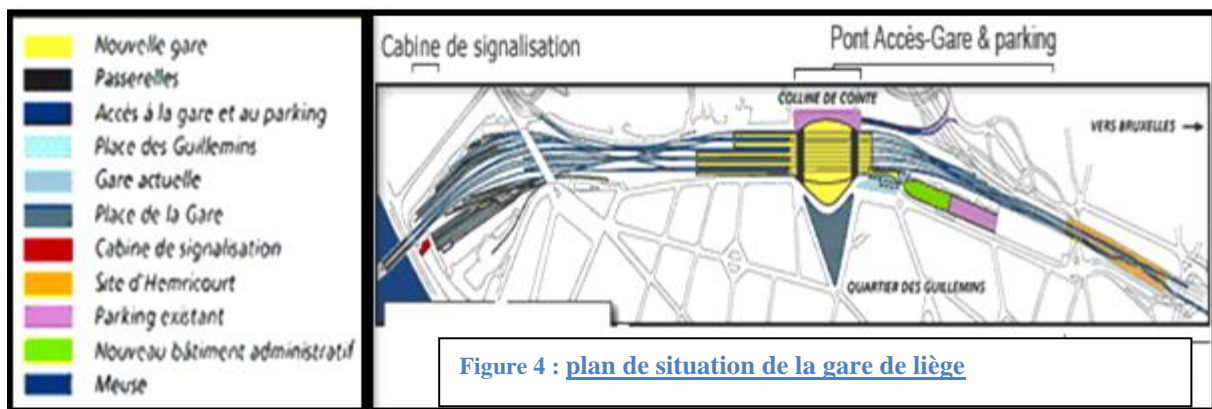 Nouvelle gare
Passerelles
Accès à la gare et au parking
Place des Guillemins
Gare actuelle
Place de la Gare
Cabine de signalisation
Site d'Hemricourt
Parking existant
Nouveau bâtiment administratif
Meuse
Cabine de signalisation
Pont Accès-Gare & parking
COLLINE DE COINTE
VERS BRUXELLES
QUARTIER DES GUILLEMINS
Figure 4 : plan de situation de la gare de liège